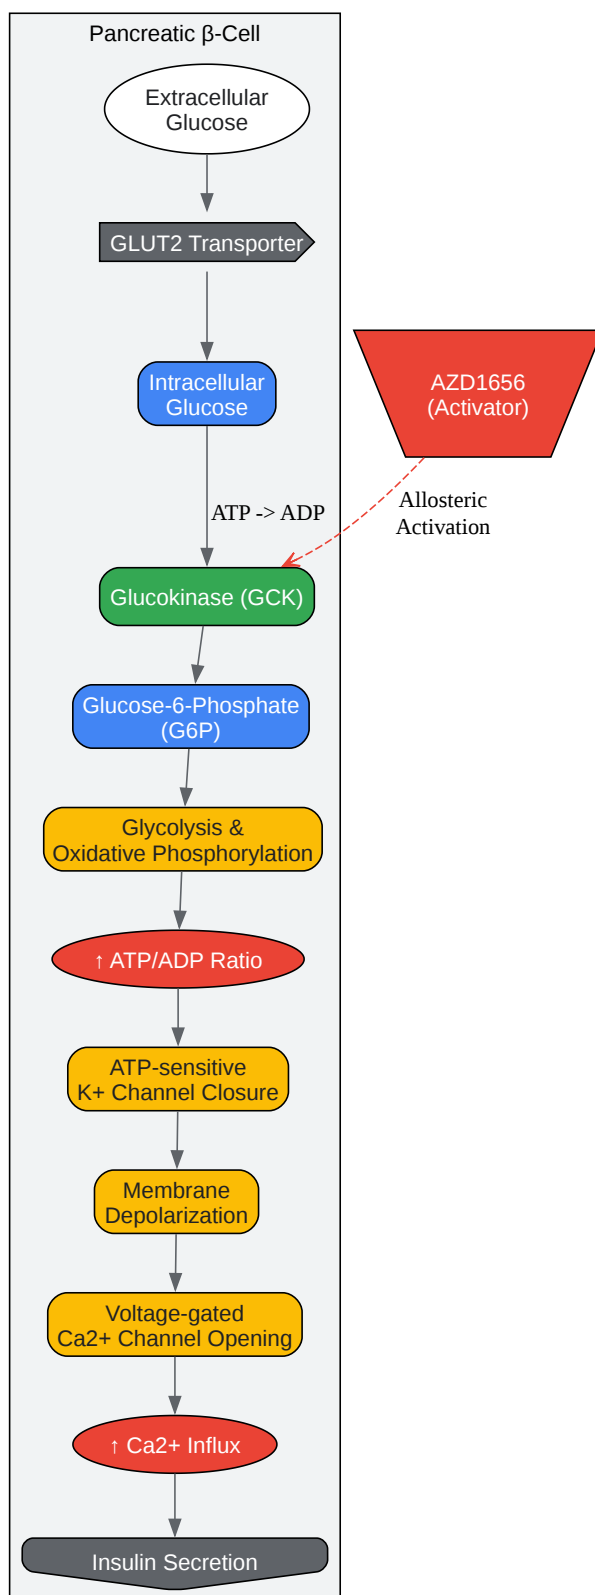 Pancreatic β-Cell
Extracellular
Glucose
GLUT2 Transporter
Intracellular
Glucose
AZD1656
(Activator)
ATP -> ADP
Allosteric
Activation
Glucokinase (GCK)
Glucose-6-Phosphate
(G6P)
Glycolysis &
Oxidative Phosphorylation
↑ ATP/ADP Ratio
ATP-sensitive
K+ Channel Closure
Membrane
Depolarization
Voltage-gated
Ca2+ Channel Opening
↑ Ca2+ Influx
Insulin Secretion